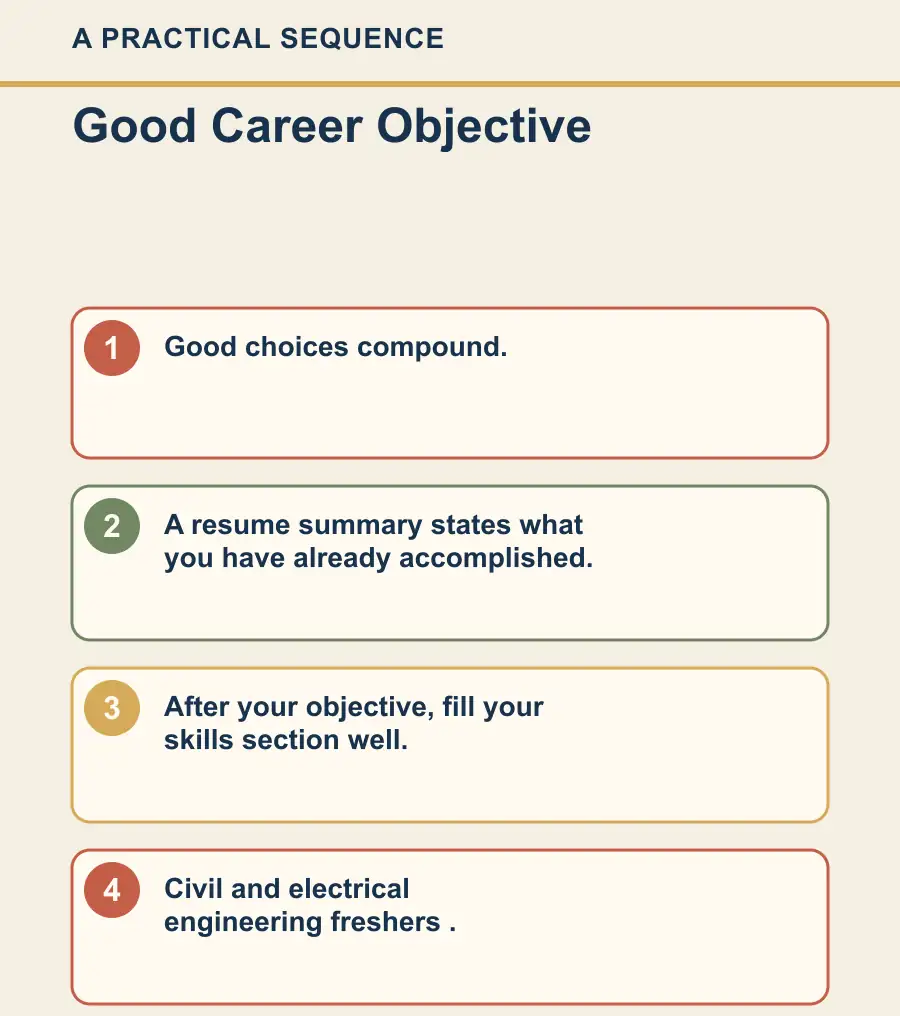 A PRACTICAL SEQUENCE
Good Career Objective
1
Good choices compound.
2
A resume summary states what
you have already accomplished.
3
After your objective, fill your
skills section well.
4
Civil and electrical
engineering freshers .